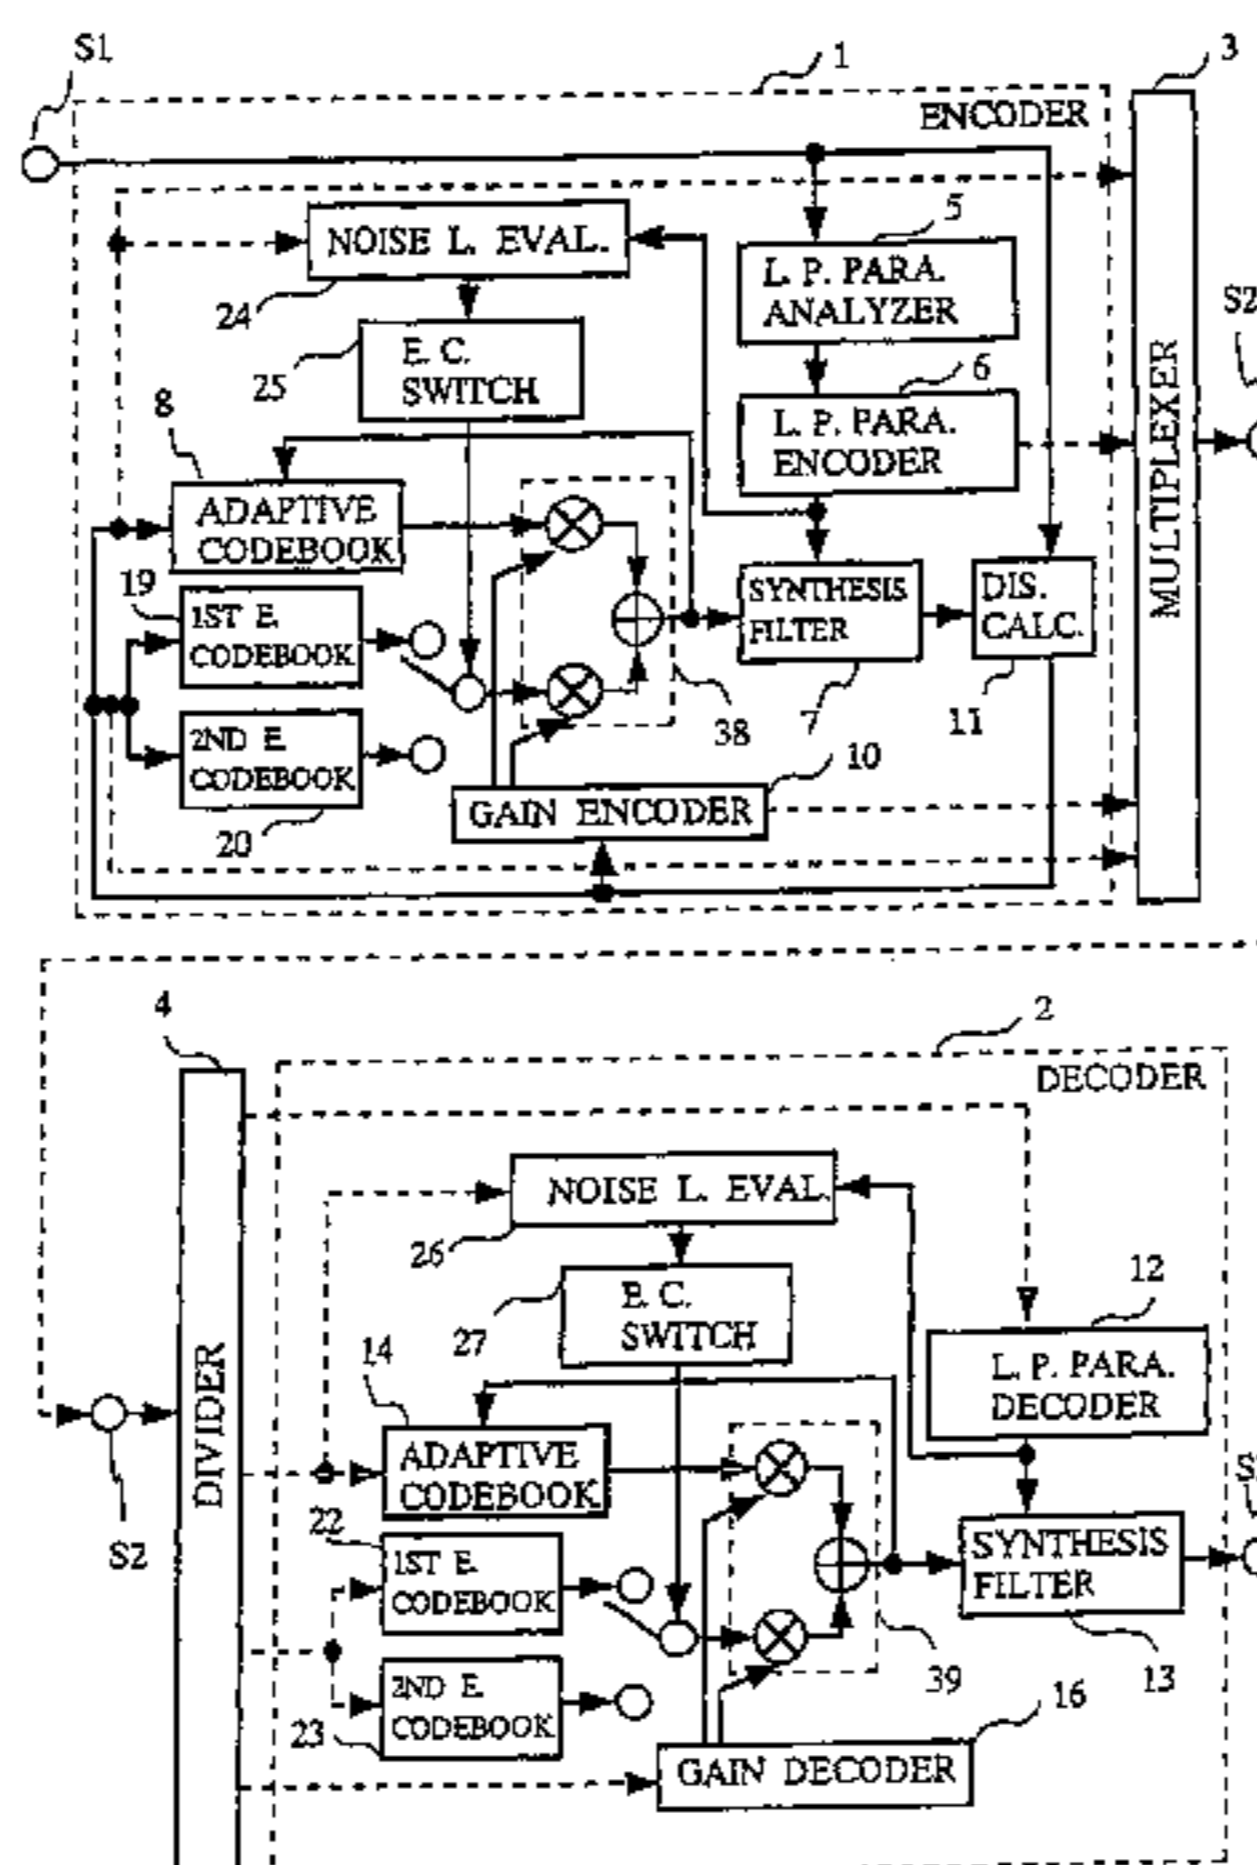 S1
1
3
ENCODER
NOISE L. EVAL.
5
24
L. P. PARA.
ANALYZER
S2
25
E. C.
SWITCH
6
8
L. P. PARA.
ENCODER
MULTIPLEXER
ADAPTIVE
CODEBOOK
19
1ST E.
CODEBOOK
SYNTHESIS
FILTER
DIS.
CALC.
38
7
11
2ND E.
CODEBOOK
10
GAIN ENCODER
20
4
2
DECODER
NOISE L. EVAL.
26
12
E. C.
SWITCH
27
14
L. P. PARA.
DECODER
DIVIDER
ADAPTIVE
CODEBOOK
S2
22
1ST E.
CODEBOOK
SYNTHESIS
FILTER
39
13
2ND E.
CODEBOOK
16
23
GAIN DECODER